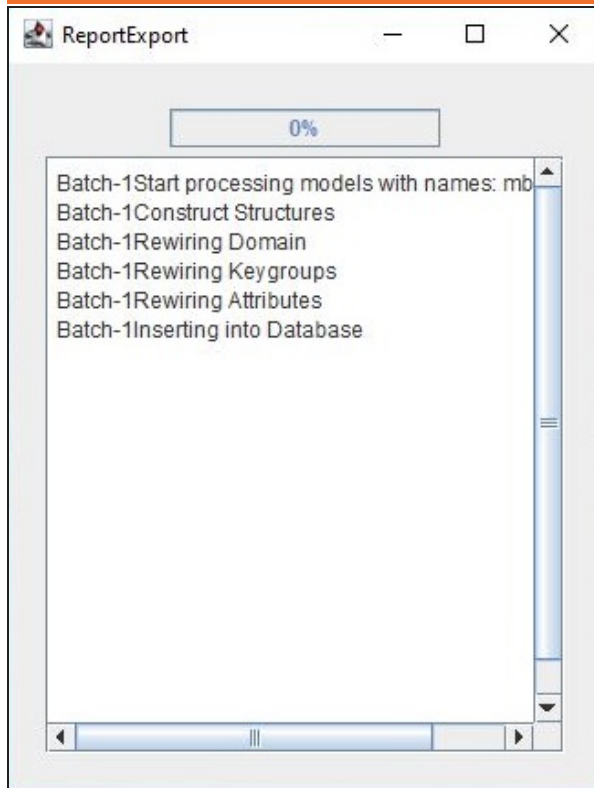 ReportExport
0%
Batch-1Start processing models with names: mb
Batch-1Construct Structures
Batch-1Rewiring Domain
Batch-1Rewiring Keygroups
Batch-1Rewiring Attributes
Batch-1Inserting into Database